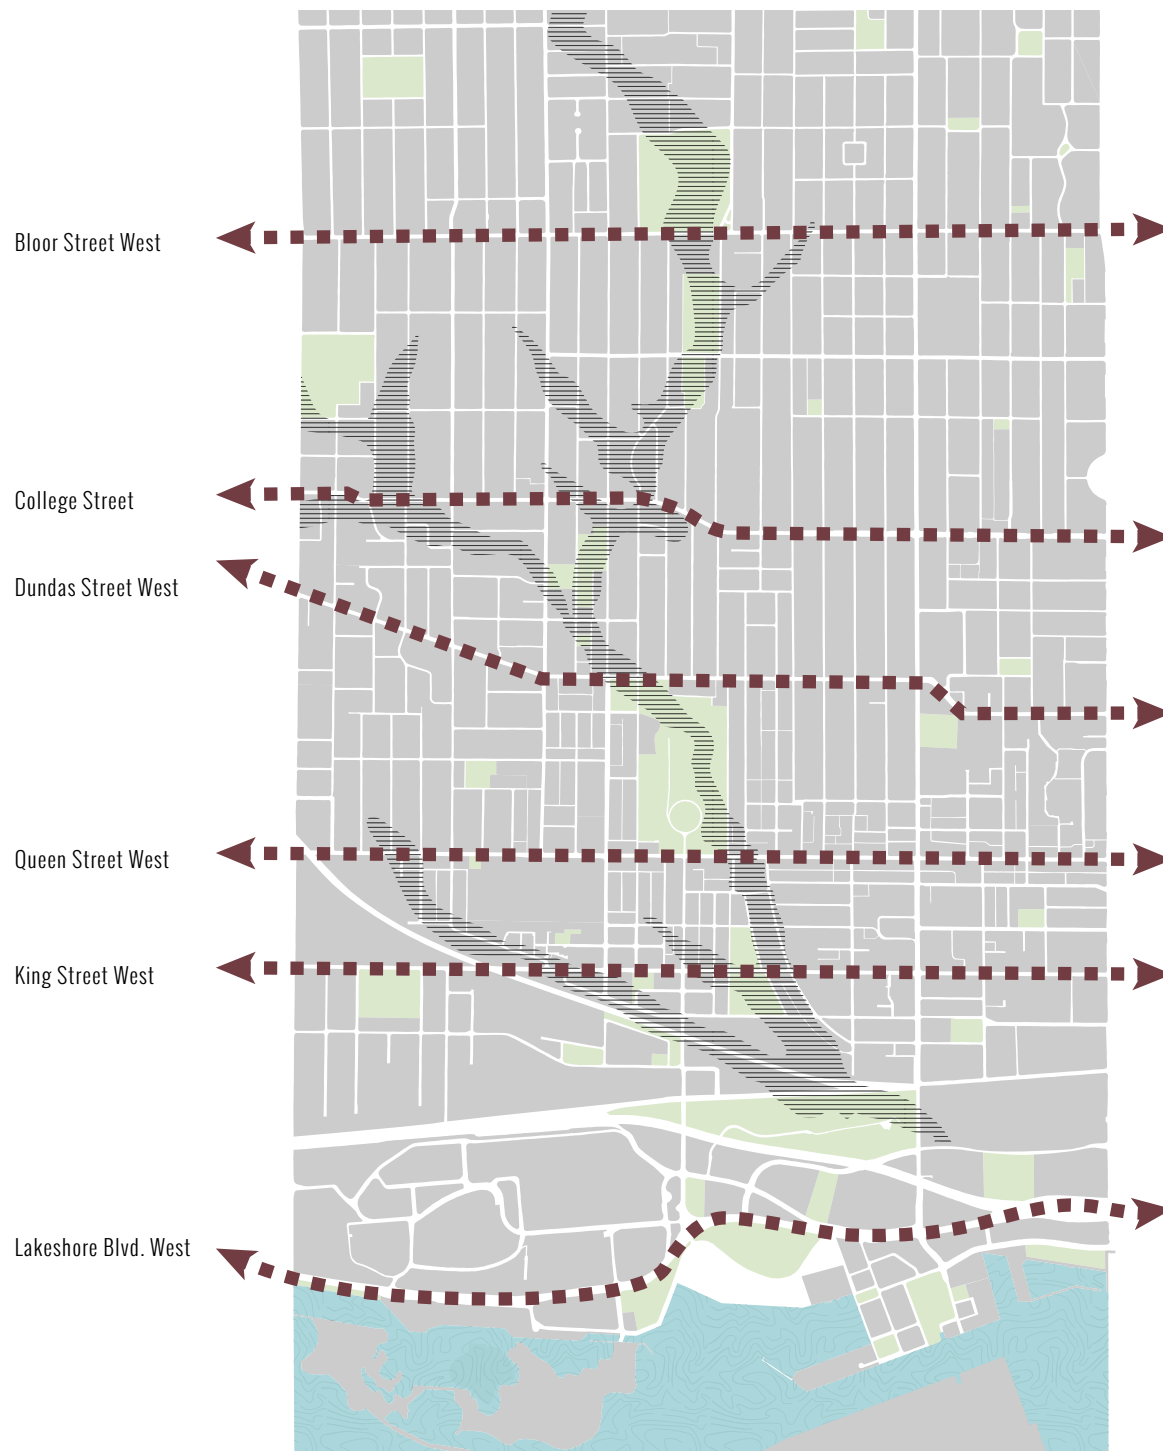 Bloor Street West
College Street
Dundas Street West
Queen Street West
King Street West
Lakeshore Blvd. West